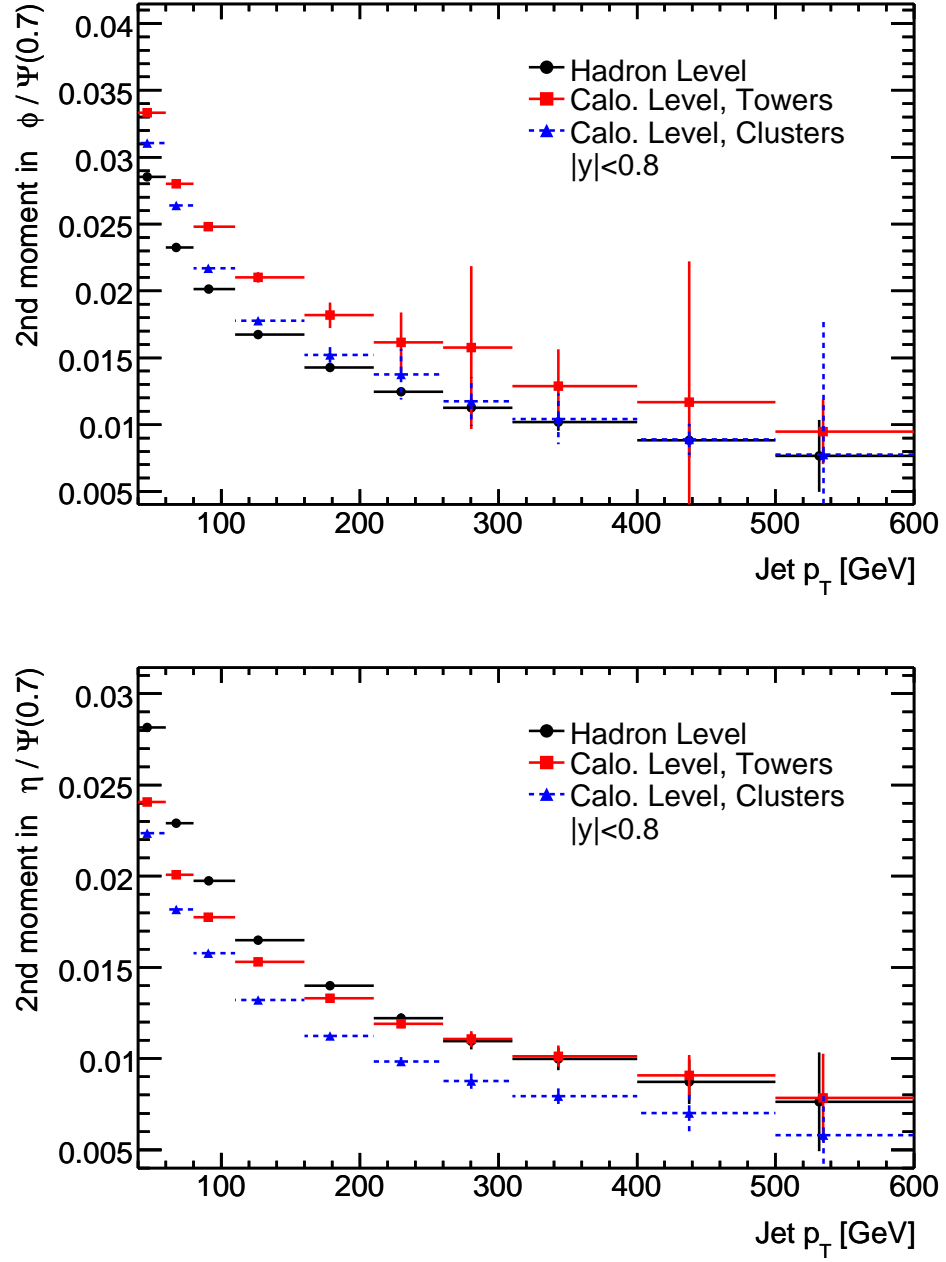 2nd moment in ϕ / Ψ(0.7)
0.04
0.035
0.03
0.025
0.02
0.015
0.01
0.005
Hadron Level
Calo. Level, Towers
Calo. Level, Clusters
|y|<0.8
100 200 300 400 500 600
Jet p_T [GeV]
2nd moment in η / Ψ(0.7)
0.03
0.025
0.02
0.015
0.01
0.005
Hadron Level
Calo. Level, Towers
Calo. Level, Clusters
|y|<0.8
100 200 300 400 500 600
Jet p_T [GeV]